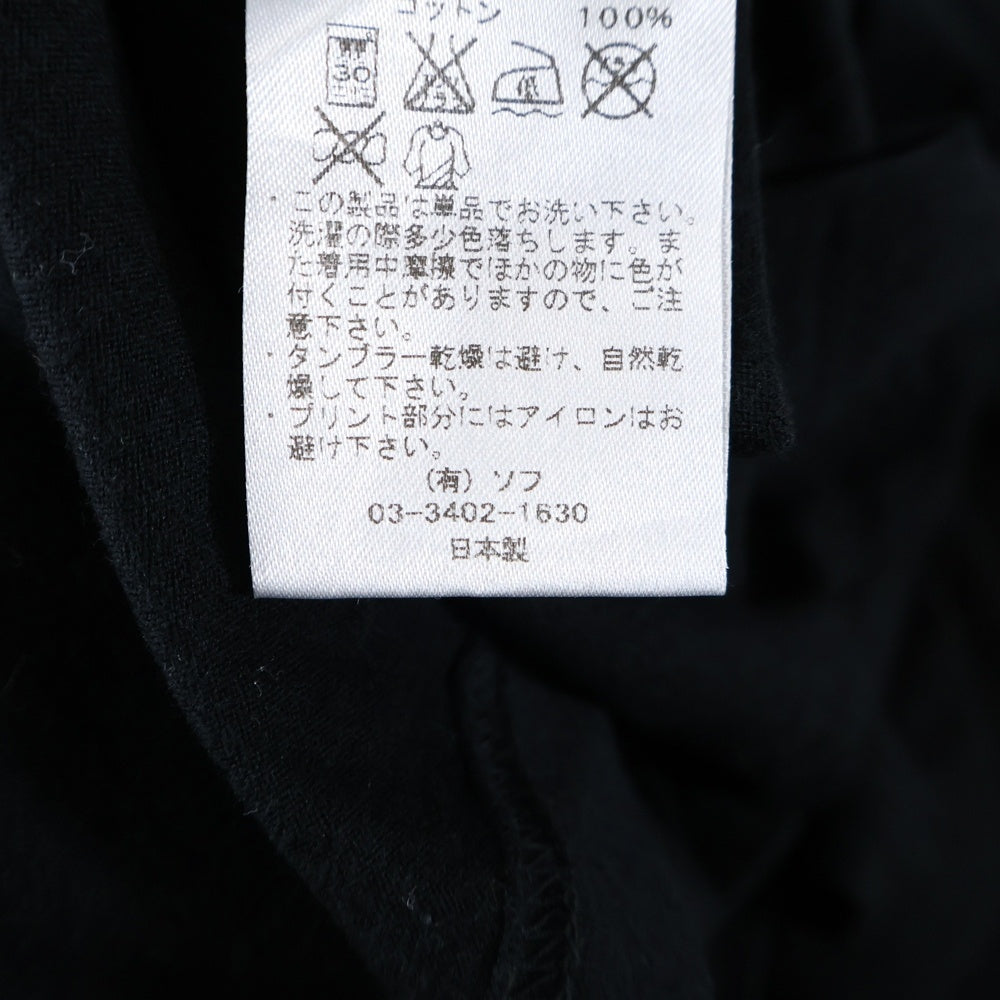 コットン 100%
30
低
・この製品は単品でお洗い下さい。
洗濯の際多少色落ちします。ま
た着用中摩擦でほかの物に色が
付くことがありますので、ご注
意下さい。
・タンブラー乾燥は避け、自然乾
燥して下さい。
・プリント部分にはアイロンはお
避け下さい。
(有) ソフ
03-3402-1630
日本製